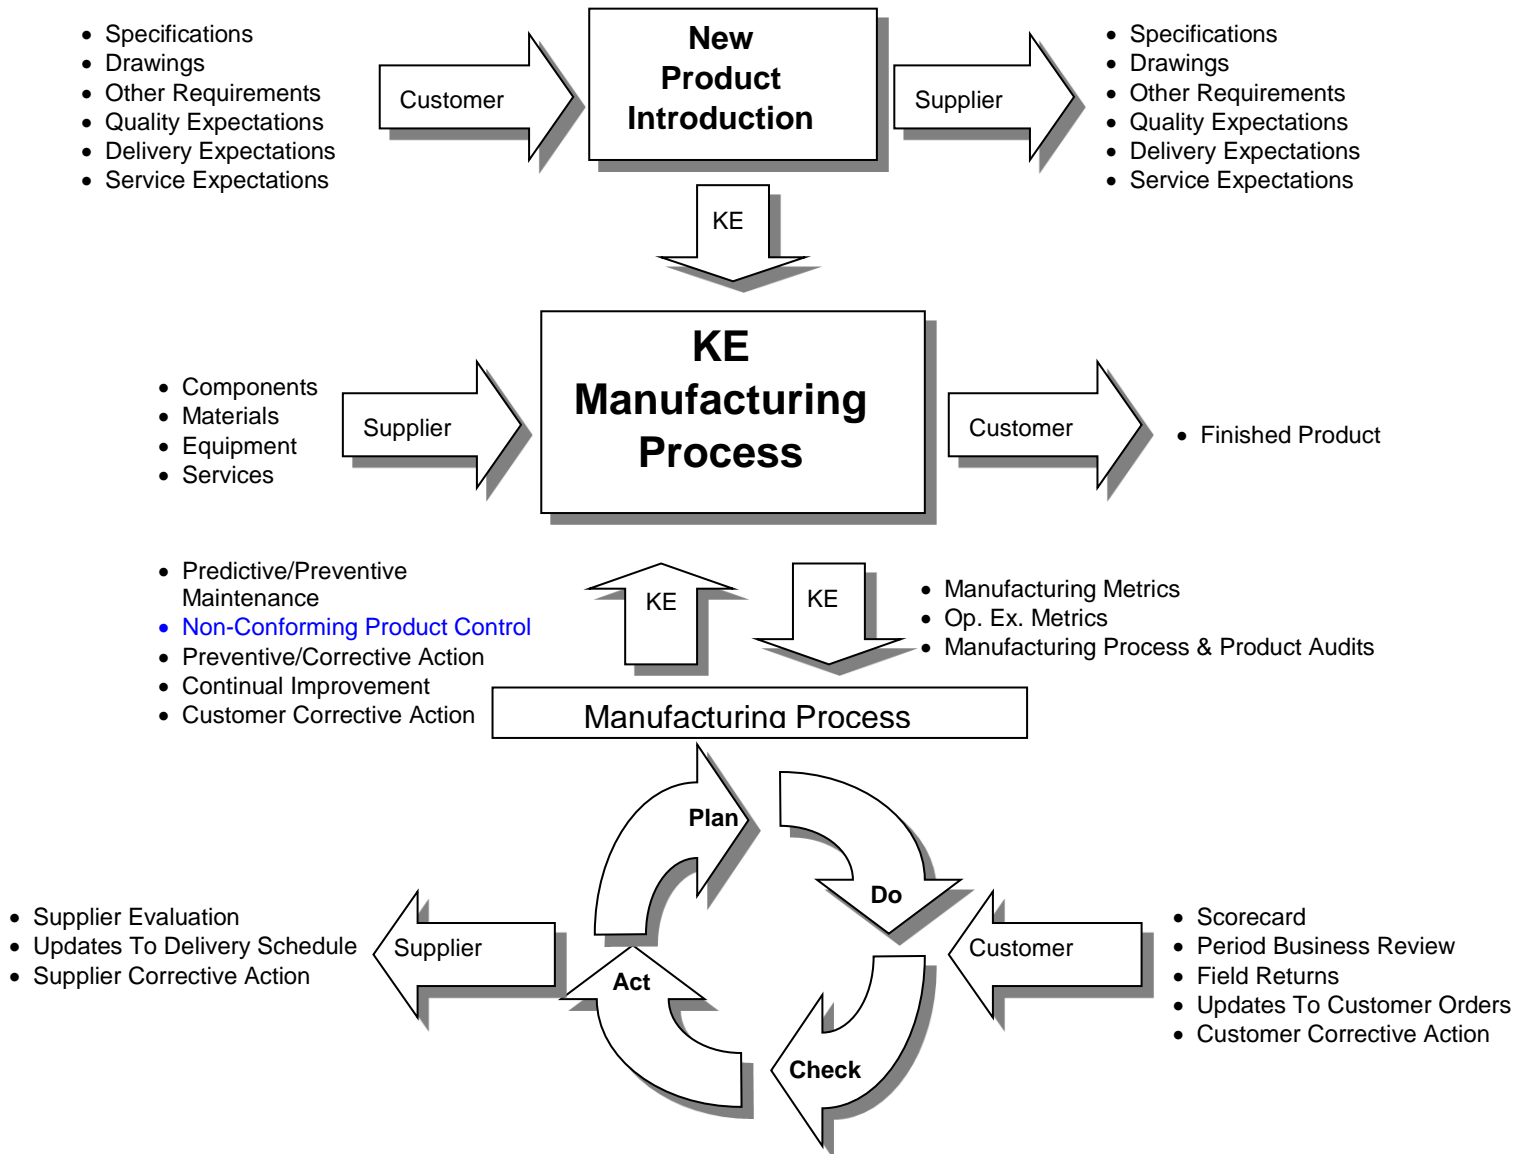 • Specifications
• Drawings
• Other Requirements
• Quality Expectations
• Delivery Expectations
• Service Expectations
Customer
New
Product
Introduction
Supplier
• Specifications
• Drawings
• Other Requirements
• Quality Expectations
• Delivery Expectations
• Service Expectations
KE
• Components
• Materials
• Equipment
• Services
Supplier
KE
Manufacturing
Process
Customer
• Finished Product
• Predictive/Preventive
Maintenance
• Non-Conforming Product Control
• Preventive/Corrective Action
• Continual Improvement
• Customer Corrective Action
KE
KE
• Manufacturing Metrics
• Op. Ex. Metrics
• Manufacturing Process & Product Audits
Manufacturing Process
Plan
Do
Check
Act
• Supplier Evaluation
• Updates To Delivery Schedule
• Supplier Corrective Action
Supplier
Customer
• Scorecard
• Period Business Review
• Field Returns
• Updates To Customer Orders
• Customer Corrective Action